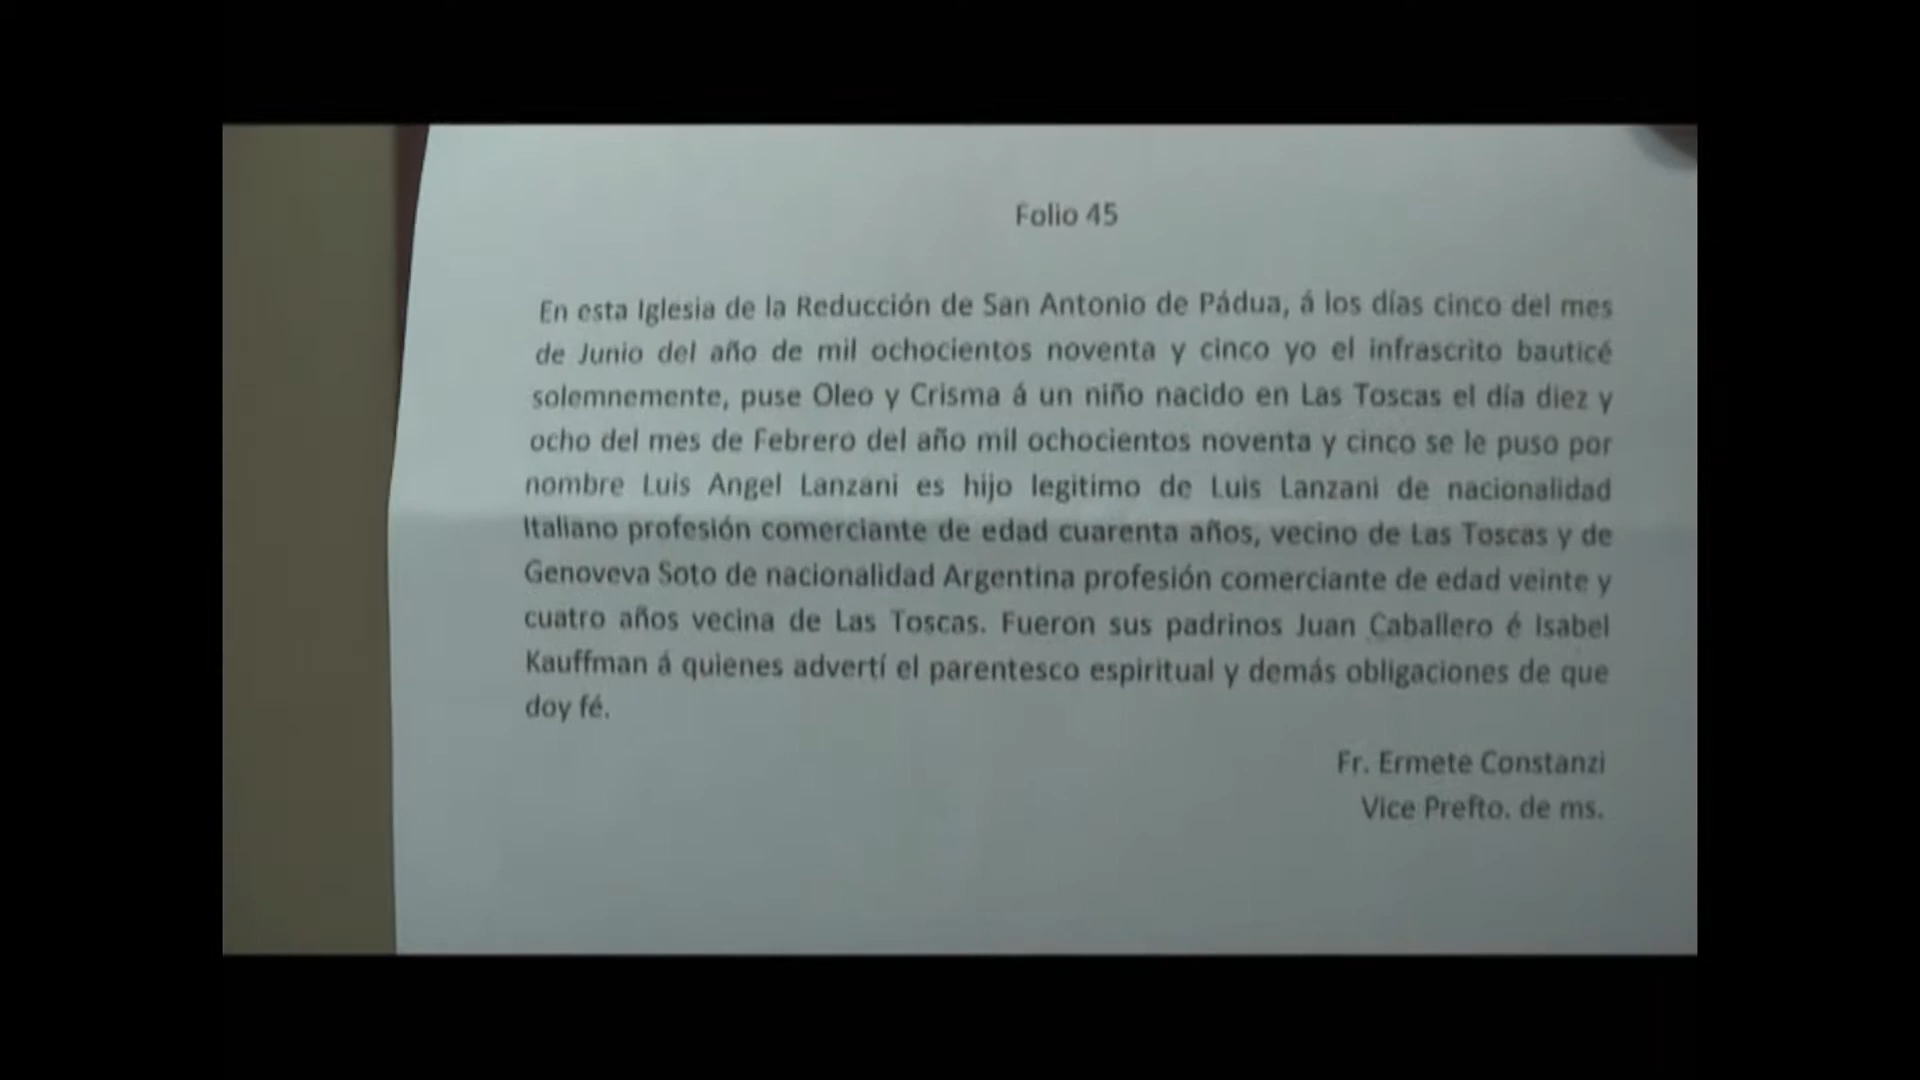 Folio 45
En esta Iglesia de la Reducción de San Antonio de Pádua, á los días cinco del mes
de Junio del año de mil ochocientos noventa y cinco yo el infrascrito bauticé
solemnemente, puse Oleo y Crisma á un niño nacido en Las Toscas el día diez y
ocho del mes de Febrero del año mil ochocientos noventa y cinco se le puso por
nombre Luis Angel Lanzani es hijo legitimo de Luis Lanzani de nacionalidad
Italiano profesión comerciante de edad cuarenta años, vecino de Las Toscas y de
Genoveva Soto de nacionalidad Argentina profesión comerciante de edad veinte y
cuatro años vecina de Las Toscas. Fueron sus padrinos Juan Caballero é Isabel
Kauffman á quienes advertí el parentesco espiritual y demás obligaciones de que
doy fé.
Fr. Ermete Constanzi
Vice Prefto. de ms.